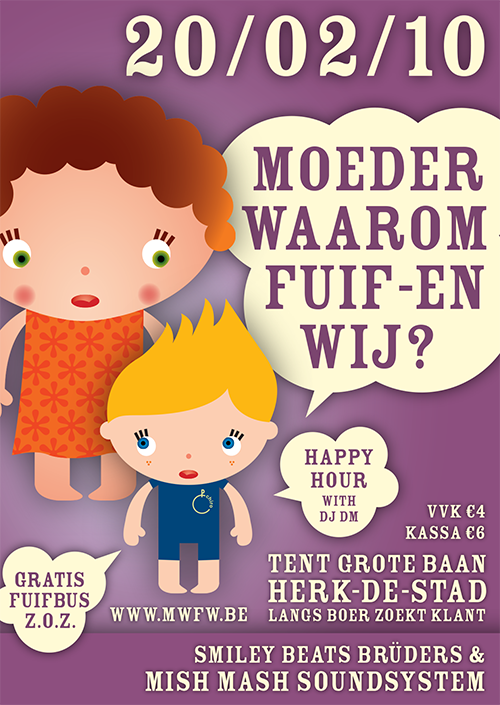 20/02/10
MOEDER
WAAROM
FUIF-EN
WIJ?
HAPPY
HOUR
WITH
DJ DM
VVK €4
KASSA €6
TENT GROTE BAAN
HERK-DE-STAD
LANGS BOER ZOEKT KLANT
GRATIS
FUIFBUS
Z.O.Z.
WWW.MWFW.BE
SMILEY BEATS BRÜDERS &
MISH MASH SOUNDSYSTEM